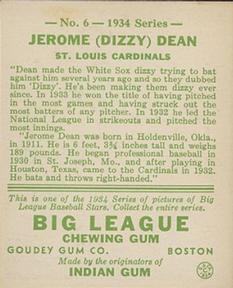 No. 6 — 1934 Series—
JEROME (DIZZY) DEAN
ST. LOUIS CARDINALS
"Dean made the White Sox dizzy trying to bat
against him several years ago and so they dubbed
him 'Dizzy'. He's been making them dizzy ever
since. In 1933 he won the title of having pitched
in the most games and having struck out the
most batters of any pitcher. In 1932 he led the
National League in strikeouts and pitched the
most innings.
"Jerome Dean was born in Holdenville, Okla.,
in 1911. He is 6 feet, 3¾ inches tall and weighs
189 pounds. He began professional baseball in
1930 in St. Joseph, Mo., and after playing in
Houston, Texas, came to the Cardinals in 1932.
He bats and throws right-handed."
This is one of the 1934 Series of pictures of Big
League Baseball Stars. Collect the entire series.
BIG LEAGUE
CHEWING GUM
GOUDEY GUM CO. BOSTON
Made by the originators of
INDIAN GUM